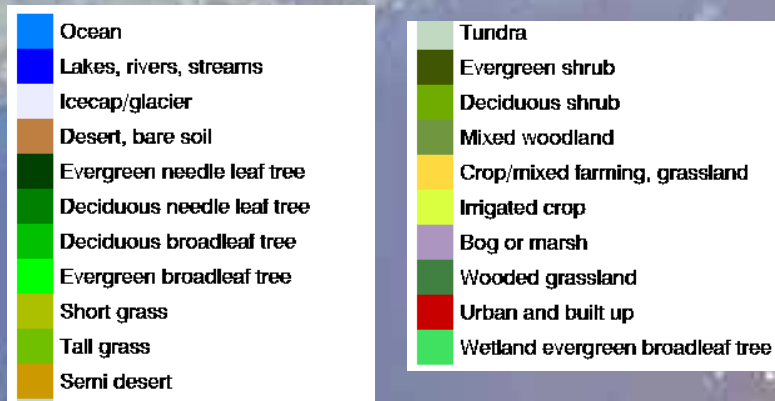 Ocean
Lakes, rivers, streams
Icecap/glacier
Desert, bare soil
Evergreen needle leaf tree
Deciduous needle leaf tree
Deciduous broadleaf tree
Evergreen broadleaf tree
Short grass
Tall grass
Semi desert
Tundra
Evergreen shrub
Deciduous shrub
Mixed woodland
Crop/mixed farming, grassland
Irrigated crop
Bog or marsh
Wooded grassland
Urban and built up
Wetland evergreen broadleaf tree